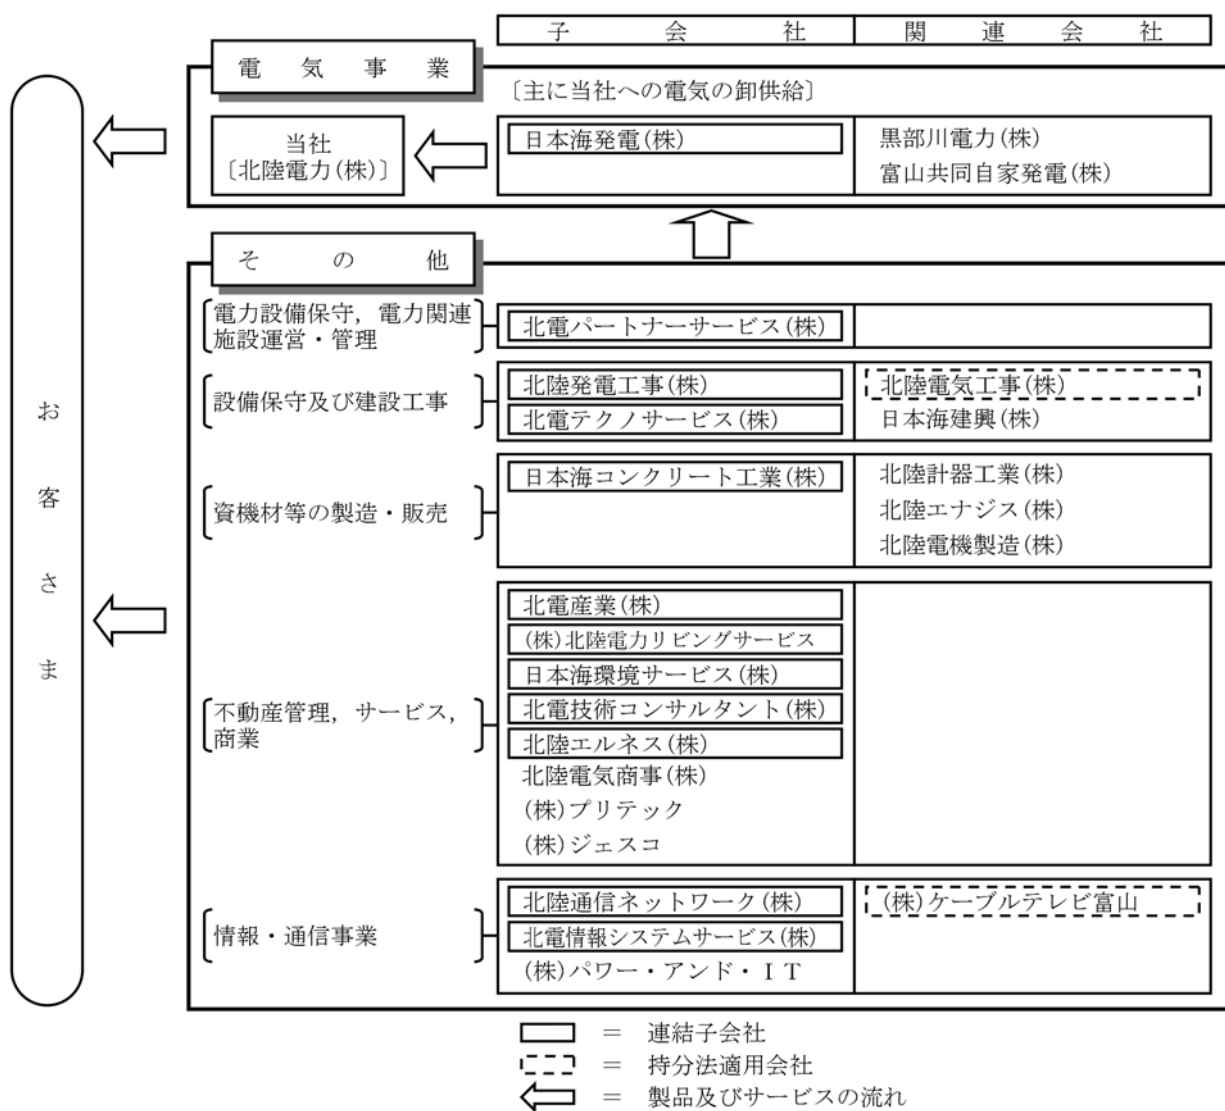 子会社 関連会社
電気事業
〔主に当社への電気の卸供給〕
当社
〔北陸電力(株)〕
日本海発電(株)
黒部川電力(株)
富山共同自家発電(株)
その他
電力設備保守，電力関連
施設運営・管理
北電パートナーサービス(株)
設備保守及び建設工事
北陸発電工事(株)
北電テクノサービス(株)
北陸電気工事(株)
日本海建興(株)
資機材等の製造・販売
日本海コンクリート工業(株)
北陸計器工業(株)
北陸エナジス(株)
北陸電機製造(株)
不動産管理，サービス，
商業
北電産業(株)
(株)北陸電力リビングサービス
日本海環境サービス(株)
北電技術コンサルタント(株)
北陸エルネス(株)
北陸電気商事(株)
(株)プリテック
(株)ジェスコ
情報・通信事業
北陸通信ネットワーク(株)
北電情報システムサービス(株)
(株)パワー・アンド・ＩＴ
(株)ケーブルテレビ富山
お客さま
＝ 連結子会社
＝ 持分法適用会社
＝ 製品及びサービスの流れ